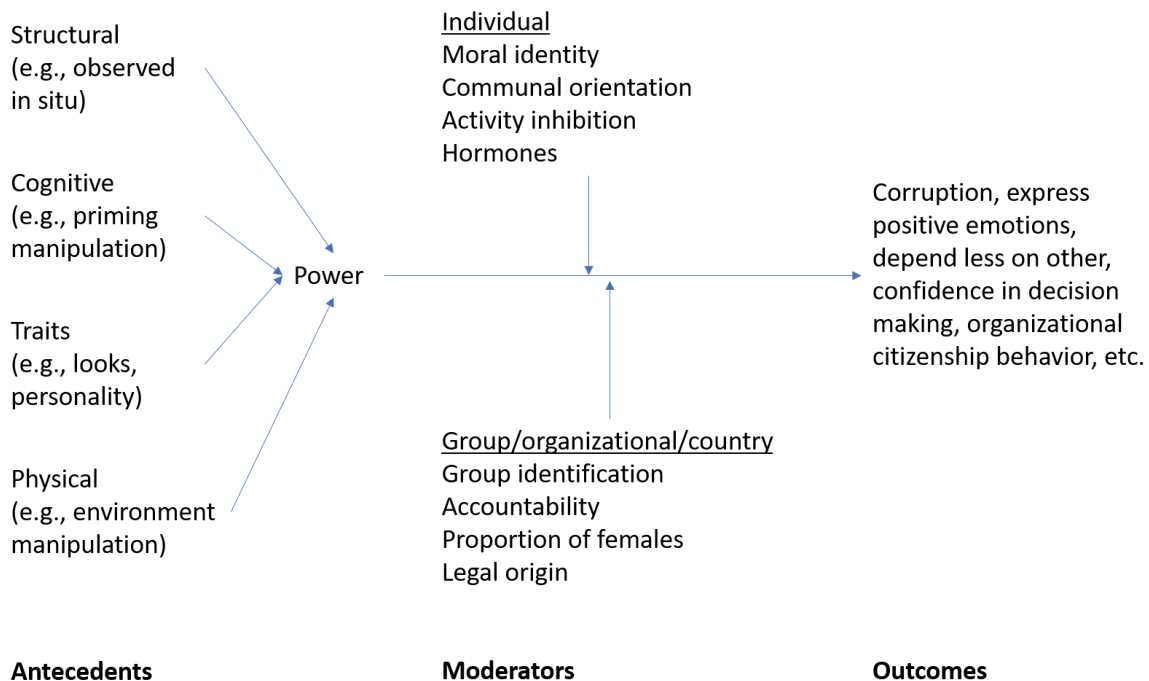 Structural
(e.g., observed
in situ)
Cognitive
(e.g., priming
manipulation)
Traits
(e.g., looks,
personality)
Physical
(e.g., environment
manipulation)
Power
Individual
Moral identity
Communal orientation
Activity inhibition
Hormones
Group/organizational/country
Group identification
Accountability
Proportion of females
Legal origin
Corruption, express
positive emotions,
depend less on other,
confidence in decision
making, organizational
citizenship behavior, etc.
Antecedents
Moderators
Outcomes